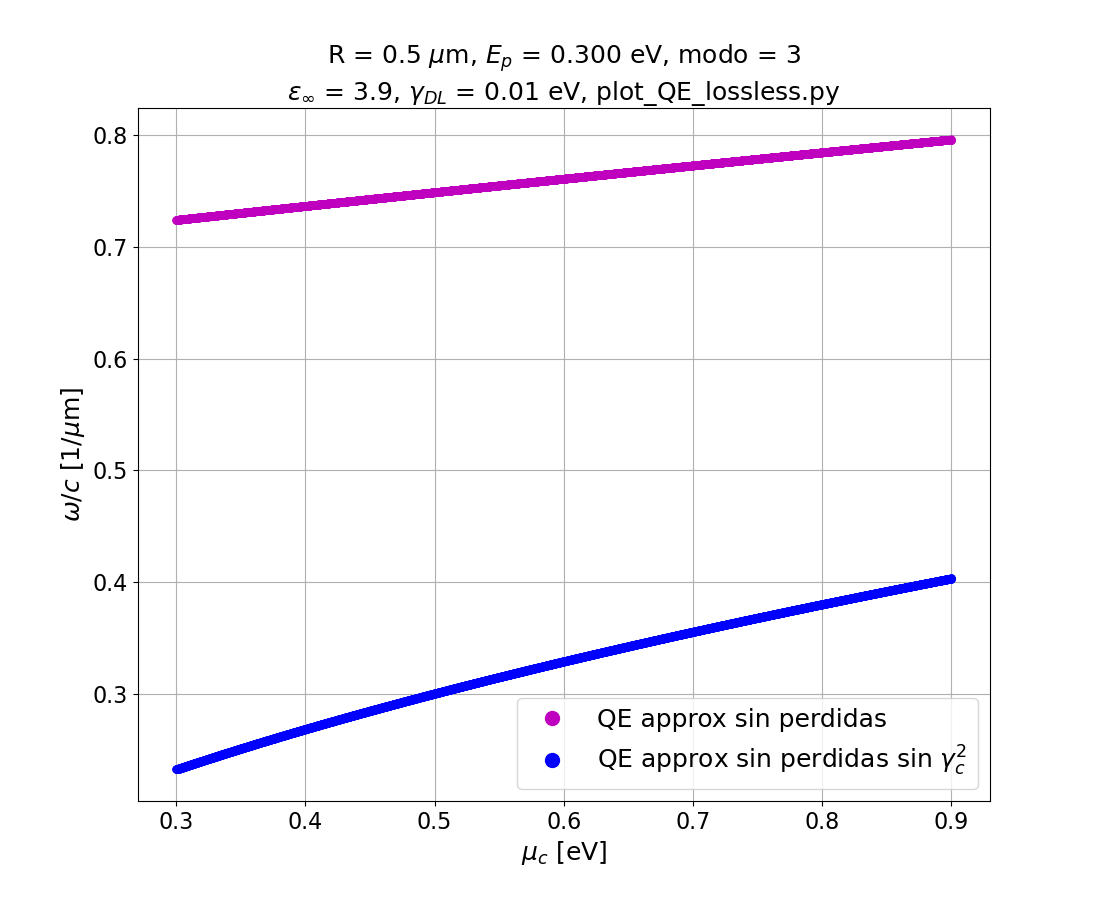 R = 0.5 μm, E_p = 0.300 eV, modo = 3
ε_∞ = 3.9, γ_DL = 0.01 eV, plot_QE_lossless.py
0.8
0.7
0.6
0.5
0.4
0.3
ω/c [1/μm]
QE approx sin perdidas
QE approx sin perdidas sin γ_c^2
0.3 0.4 0.5 0.6 0.7 0.8 0.9
μ_c [eV]